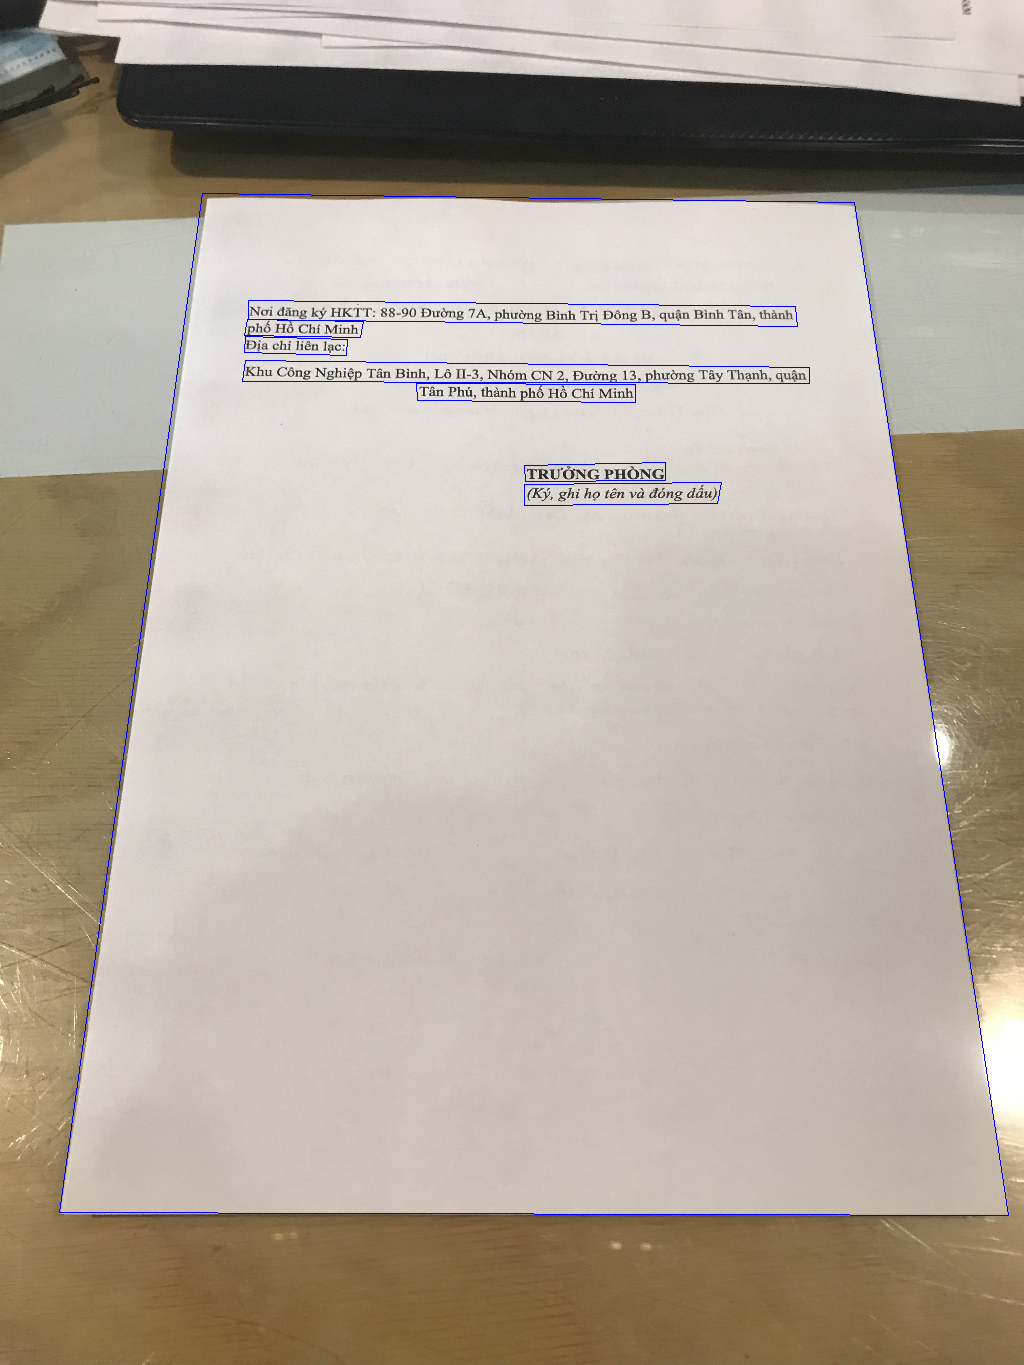 Nơi đăng ký HKTT: 88-90 Đường 7A, phường Bình Trị Đông B, quận Bình Tân, thành
phố Hồ Chí Minh
Địa chỉ liên lạc:
Khu Công Nghiệp Tân Bình, Lô II-3, Nhóm CN 2, Đường 13, phường Tây Thạnh, quận
Tân Phú, thành phố Hồ Chí Minh
TRƯỞNG PHÒNG
(Ký, ghi họ tên và đóng dấu)